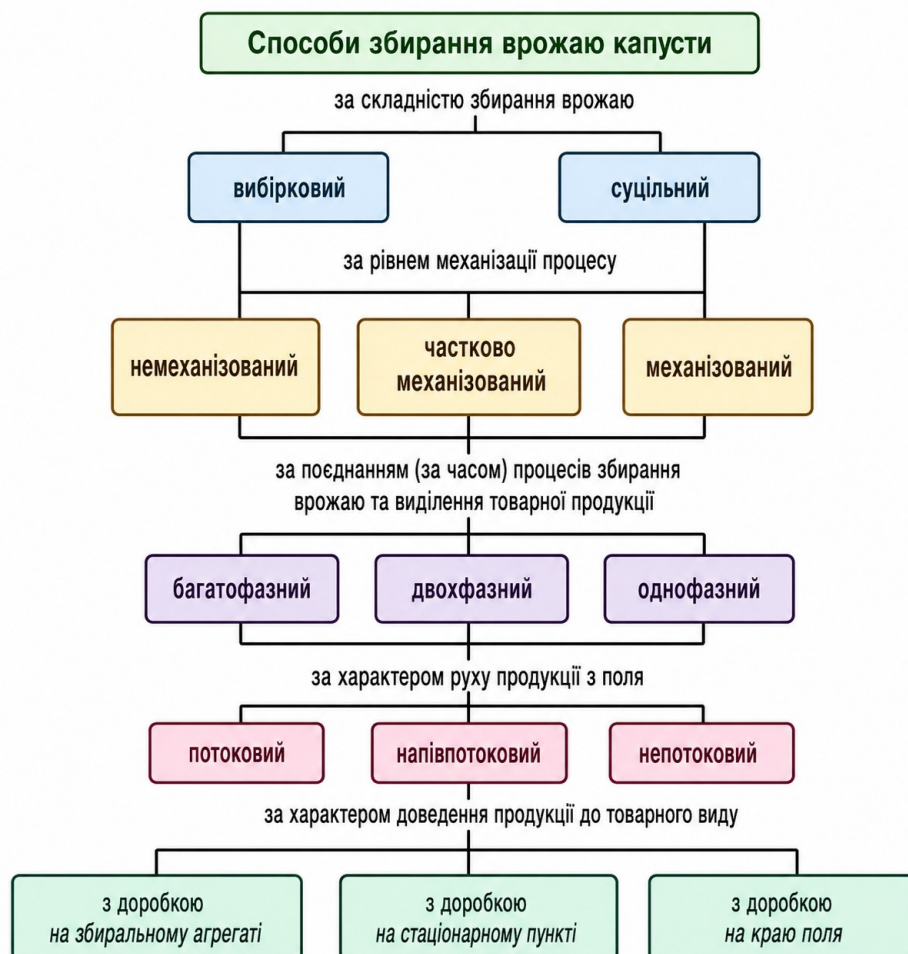 Способи збирання врожаю капусти
за складністю збирання врожаю
вибірковий
суцільний
за рівнем механізації процесу
немеханізований
частково
механізований
механізований
за поєднанням (за часом) процесів збирання
врожаю та виділення товарної продукції
багатофазний
двохфазний
однофазний
за характером руху продукції з поля
потоковий
напівпотоковий
непотоковий
за характером доведення продукції до товарного виду
з доробкою
на збиральному агрегаті
з доробкою
на стаціонарному пункті
з доробкою
на краю поля